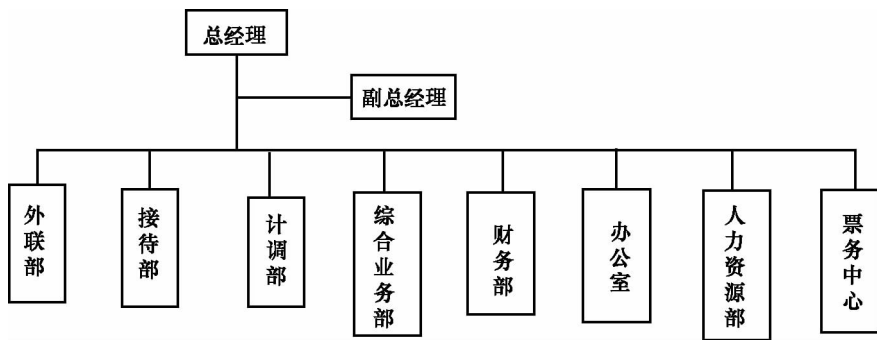 总经理
副总经理
外联部
接待部
计调部
综合业务部
财务部
办公室
人力资源部
票务中心